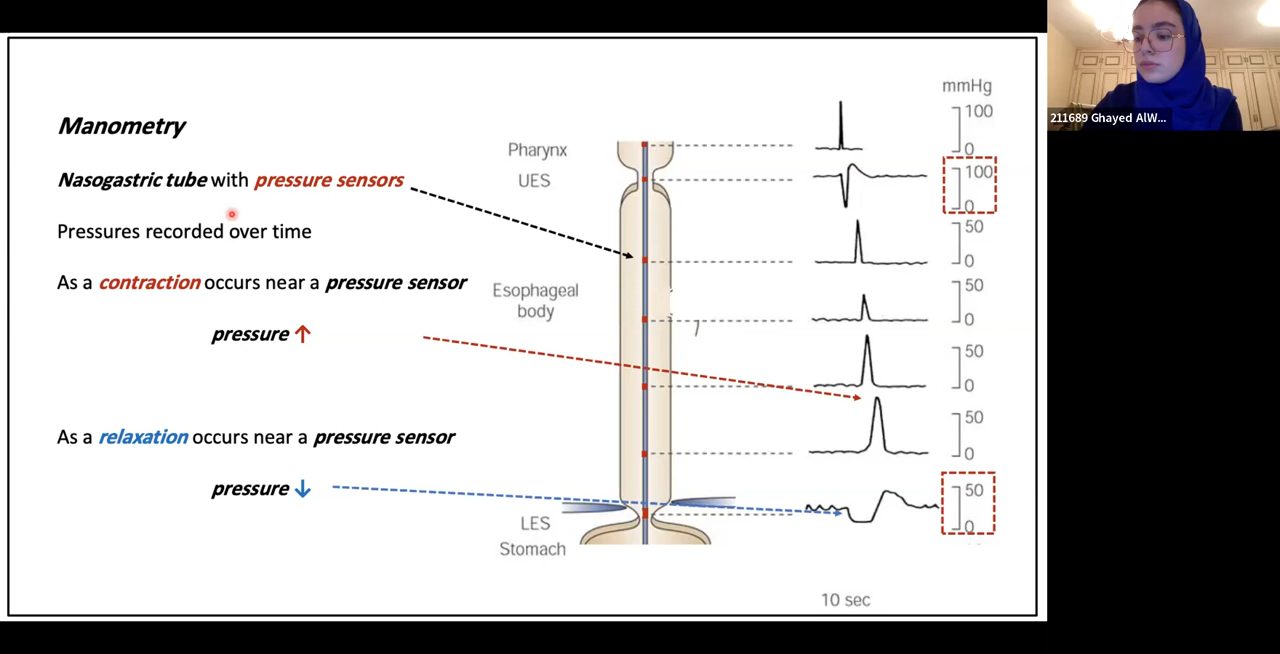 mmHg
100
0
211689 Ghayed AlW...
Manometry
Pharynx
Nasogastric tube with pressure sensors
UES
100
0
Pressures recorded over time
50
0
As a contraction occurs near a pressure sensor
Esophageal
body
50
0
pressure ↑
50
0
50
0
As a relaxation occurs near a pressure sensor
pressure ↓
50
0
LES
Stomach
10 sec